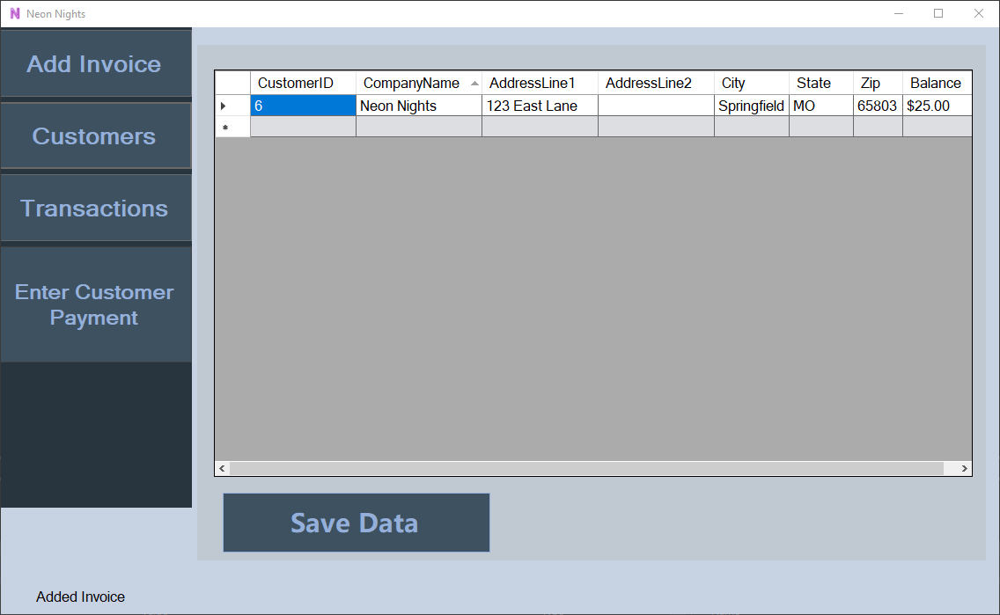 Neon Nights
Add Invoice
Customers
Transactions
Enter Customer
Payment
CustomerID CompanyName AddressLine1 AddressLine2 City State Zip Balance
6 Neon Nights 123 East Lane Springfield MO 65803 $25.00
Save Data
Added Invoice